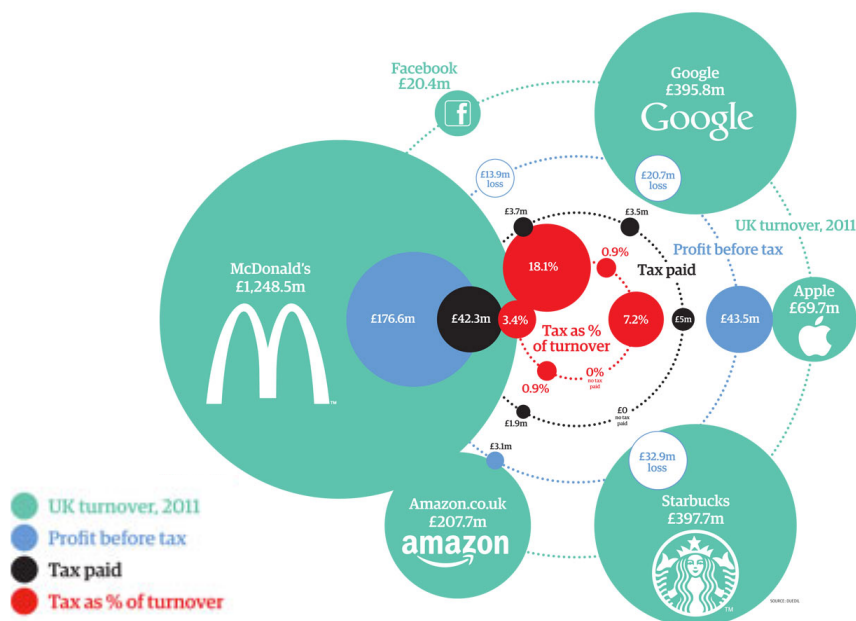 Facebook
£20.4m
f
Google
£395.8m
Google
£13.9m
loss
£20.7m
loss
£3.7m
£3.5m
UK turnover, 2011
Profit before tax
Tax paid
0.9%
18.1%
McDonald's
£1,248.5m
TM
£176.6m
£42.3m
3.4%
7.2%
£5m
£43.5m
Apple
£69.7m
Tax as %
of turnover
0%
no tax
paid
0.9%
£1.9m
£0
no tax
paid
£3.1m
£32.9m
loss
Amazon.co.uk
£207.7m
amazon
Starbucks
£397.7m
TM
UK turnover, 2011
Profit before tax
Tax paid
Tax as % of turnover